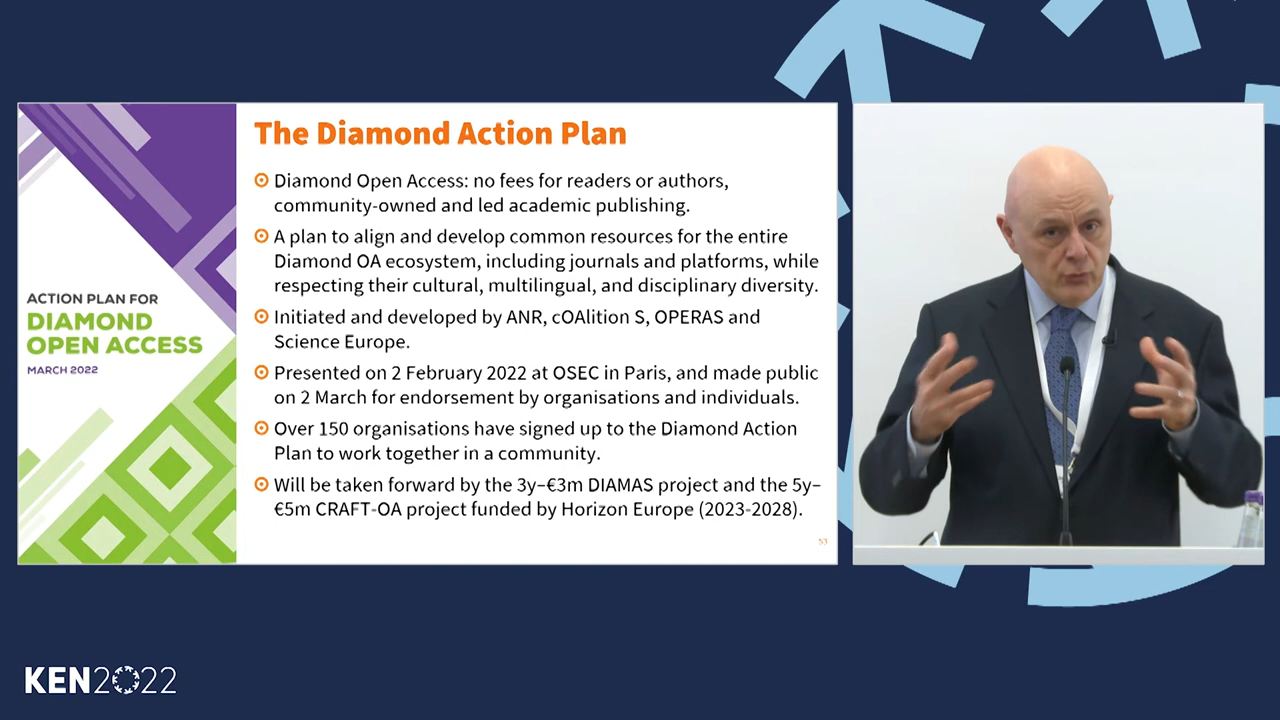 The Diamond Action Plan
Diamond Open Access: no fees for readers or authors,
community-owned and led academic publishing.
A plan to align and develop common resources for the entire
Diamond OA ecosystem, including journals and platforms, while
respecting their cultural, multilingual, and disciplinary diversity.
Initiated and developed by ANR, cOAlition S, OPERAS and
Science Europe.
Presented on 2 February 2022 at OSEC in Paris, and made public
on 2 March for endorsement by organisations and individuals.
Over 150 organisations have signed up to the Diamond Action
Plan to work together in a community.
Will be taken forward by the 3y–€3m DIAMAS project and the 5y–
€5m CRAFT-OA project funded by Horizon Europe (2023-2028).
53
ACTION PLAN FOR
DIAMOND
OPEN ACCESS
MARCH 2022
KEN2022